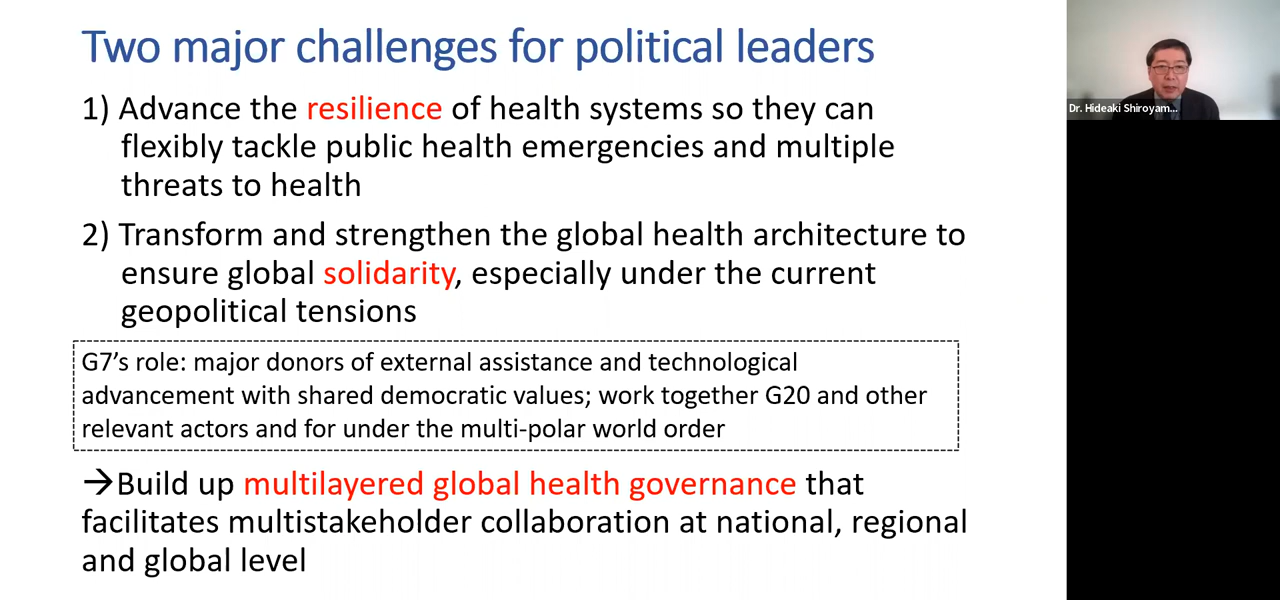 Two major challenges for political leaders
1) Advance the resilience of health systems so they can
flexibly tackle public health emergencies and multiple
threats to health
2) Transform and strengthen the global health architecture to
ensure global solidarity, especially under the current
geopolitical tensions
G7’s role: major donors of external assistance and technological
advancement with shared democratic values; work together G20 and other
relevant actors and for under the multi-polar world order
→Build up multilayered global health governance that
facilitates multistakeholder collaboration at national, regional
and global level
Dr. Hideaki Shiroyam...